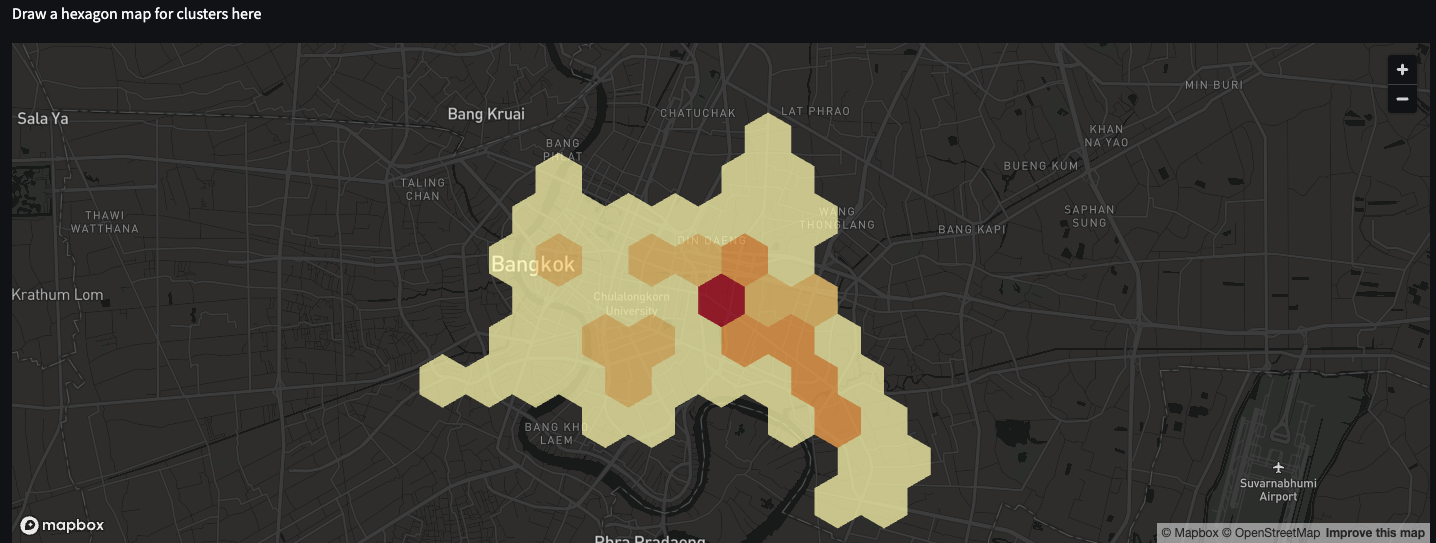 Draw a hexagon map for clusters here
+
−
MIN BURI
Sala Ya
Bang Kruai
CHATUCHAK
LAT PHRAO
KHAN
NA YAO
BANG
PHLAT
BUENG KUM
TALING
CHAN
THAWI
WATTHANA
WANG
THONGLANG
SAPHAN
SUNG
BANG KAPI
DIN DAENG
Bangkok
Krathum Lom
Chulalongkorn
University
BANG KHO
LAEM
Suvarnabhumi
Airport
mapbox
Phra Pradaeng
© Mapbox © OpenStreetMap Improve this map